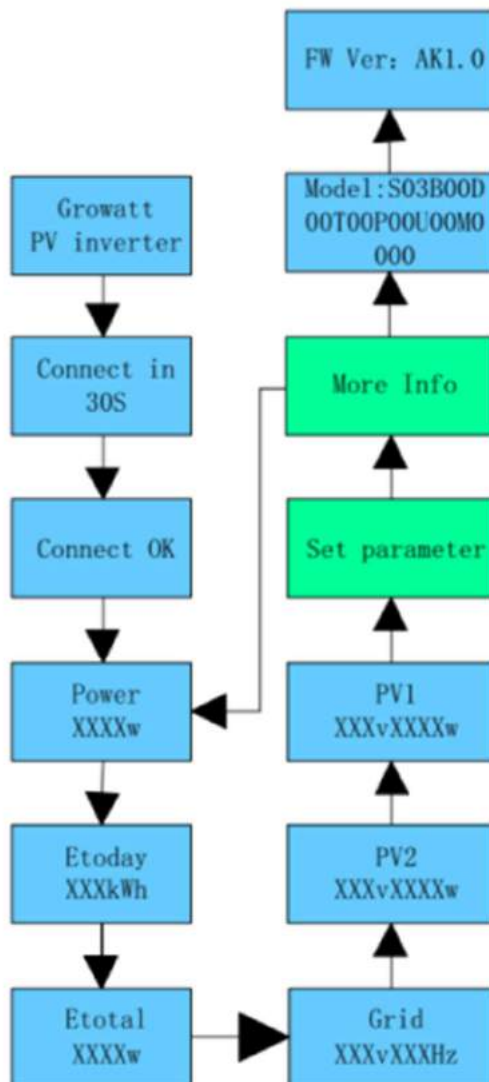 FW Ver: AK1.0
Model:S03B00D
00T00P00U00M0
000
Growatt
PV inverter
Connect in
30S
More Info
Connect OK
Set parameter
Power
XXXXw
PV1
XXXvXXXXw
Etoday
XXXkWh
PV2
XXXvXXXXw
Etotal
XXXXw
Grid
XXXvXXXHz